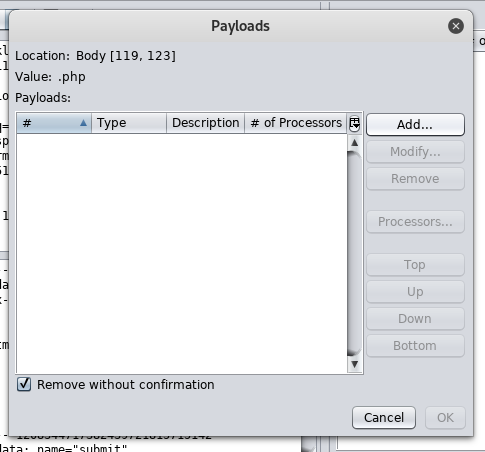 Payloads
Location: Body [119, 123]
Value: .php
Payloads:
# Type Description # of Processors
Add...
Modify...
Remove
Processors...
Top
Up
Down
Bottom
Remove without confirmation
Cancel OK
data; name="submit"